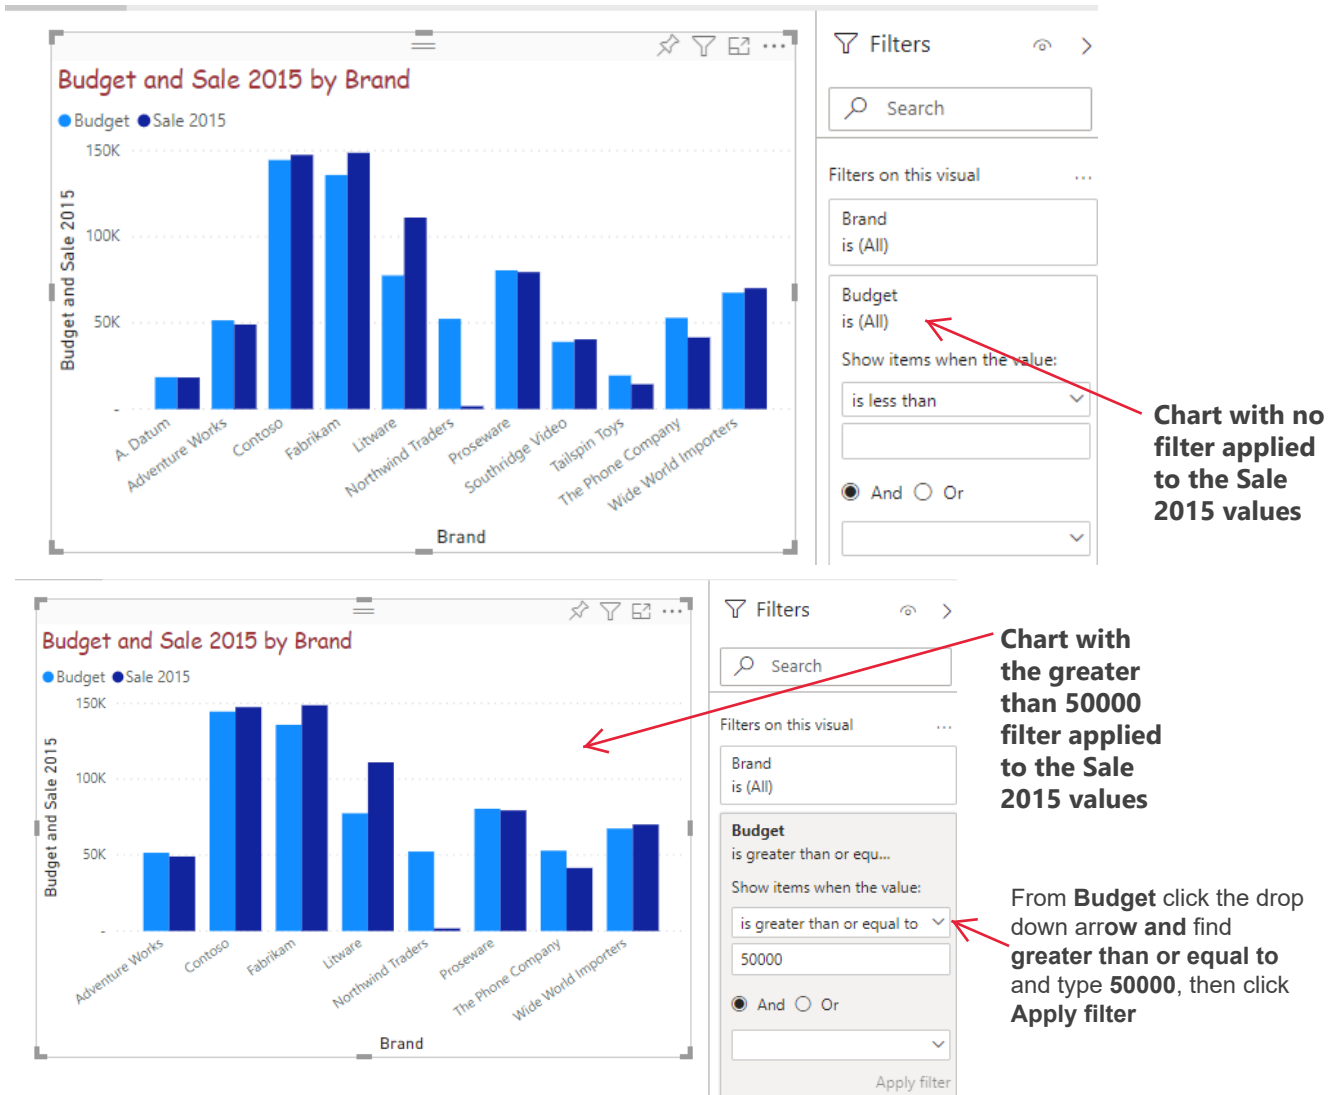 Budget and Sale 2015 by Brand
Budget Sale 2015
150K
100K
50K
-
Budget and Sale 2015
A. Datum
Adventure Works
Contoso
Fabrikam
Litware
Northwind Traders
Proseware
Southridge Video
Tailspin Toys
The Phone Company
Wide World Importers
Brand
Filters
Search
Filters on this visual
...
Brand
is (All)
Budget
is (All)
Show items when the value:
is less than
And Or
Chart with no
filter applied
to the Sale
2015 values
Budget and Sale 2015 by Brand
Budget Sale 2015
150K
100K
50K
-
Budget and Sale 2015
Adventure Works
Contoso
Fabrikam
Litware
Northwind Traders
Proseware
The Phone Company
Wide World Importers
Brand
Filters
Search
Filters on this visual
...
Brand
is (All)
Budget
is greater than or equ...
Show items when the value:
is greater than or equal to
50000
And Or
Apply filter
Chart with
the greater
than 50000
filter applied
to the Sale
2015 values
From Budget click the drop
down arrow and find
greater than or equal to
and type 50000, then click
Apply filter